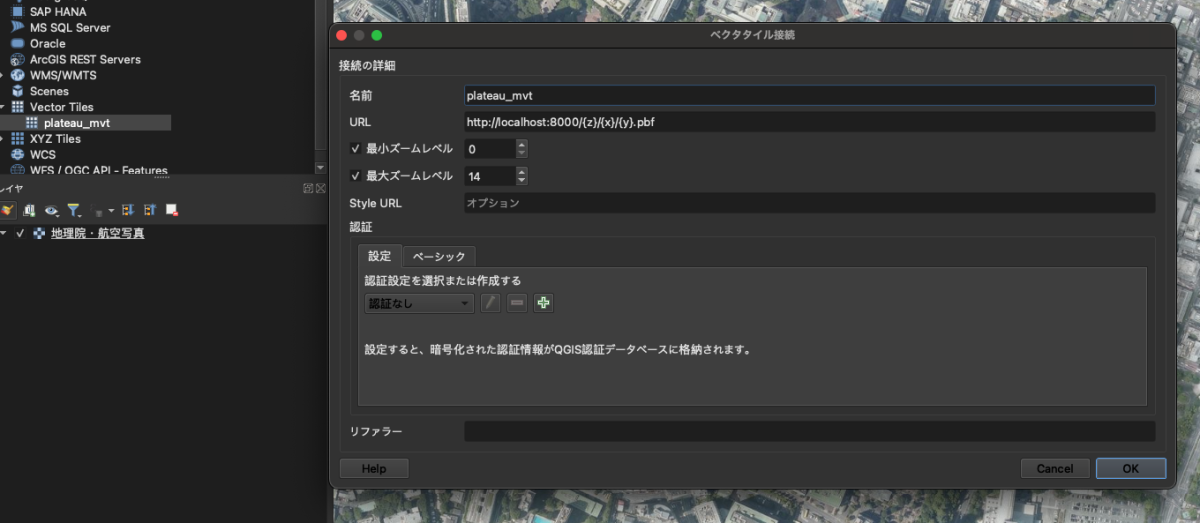 SAP HANA
MS SQL Server
Oracle
ArcGIS REST Servers
WMS/WMTS
Scenes
Vector Tiles
plateau_mvt
XYZ Tiles
WCS
WFS / OGC API - Features
レイヤ
地理院・航空写真
ベクタタイル接続
接続の詳細
名前 plateau_mvt
URL http://localhost:8000/{z}/{x}/{y}.pbf
最小ズームレベル 0
最大ズームレベル 14
Style URL オプション
認証
設定 ベーシック
認証設定を選択または作成する
認証なし
設定すると、暗号化された認証情報がQGIS認証データベースに格納されます。
リファラー
Help Cancel OK